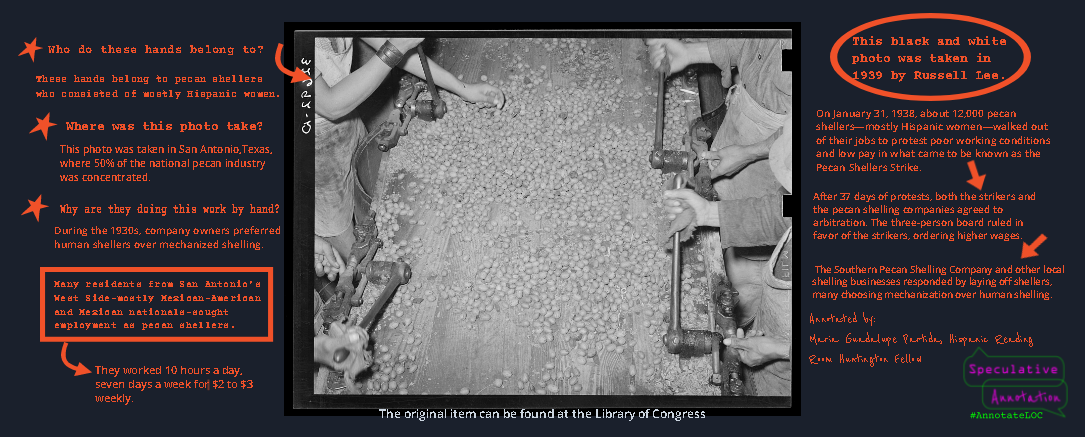 Who do these hands belong to?
These hands belong to pecan shellers
who consisted of mostly Hispanic women.
Where was this photo take?
This photo was taken in San Antonio,Texas,
where 50% of the national pecan industry
was concentrated.
Why are they doing this work by hand?
During the 1930s, company owners preferred
human shellers over mechanized shelling.
Many residents from San Antonio's
West Side-mostly Mexican-American
and Mexican nationals-sought
employment as pecan shellers.
They worked 10 hours a day,
seven days a week for $2 to $3
weekly.
The original item can be found at the Library of Congress
This black and white
photo was taken in
1939 by Russell Lee.
On January 31, 1938, about 12,000 pecan
shellers—mostly Hispanic women—walked out
of their jobs to protest poor working conditions
and low pay in what came to be known as the
Pecan Shellers Strike.
After 37 days of protests, both the strikers and
the pecan shelling companies agreed to
arbitration. The three-person board ruled in
favor of the strikers, ordering higher wages.
The Southern Pecan Shelling Company and other local
shelling businesses responded by laying off shellers,
many choosing mechanization over human shelling.
Annotated by:
Maria Guadalupe Partida, Hispanic Reading
Room Huntington Fellow
Speculative
Annotation
#AnnotateLOC